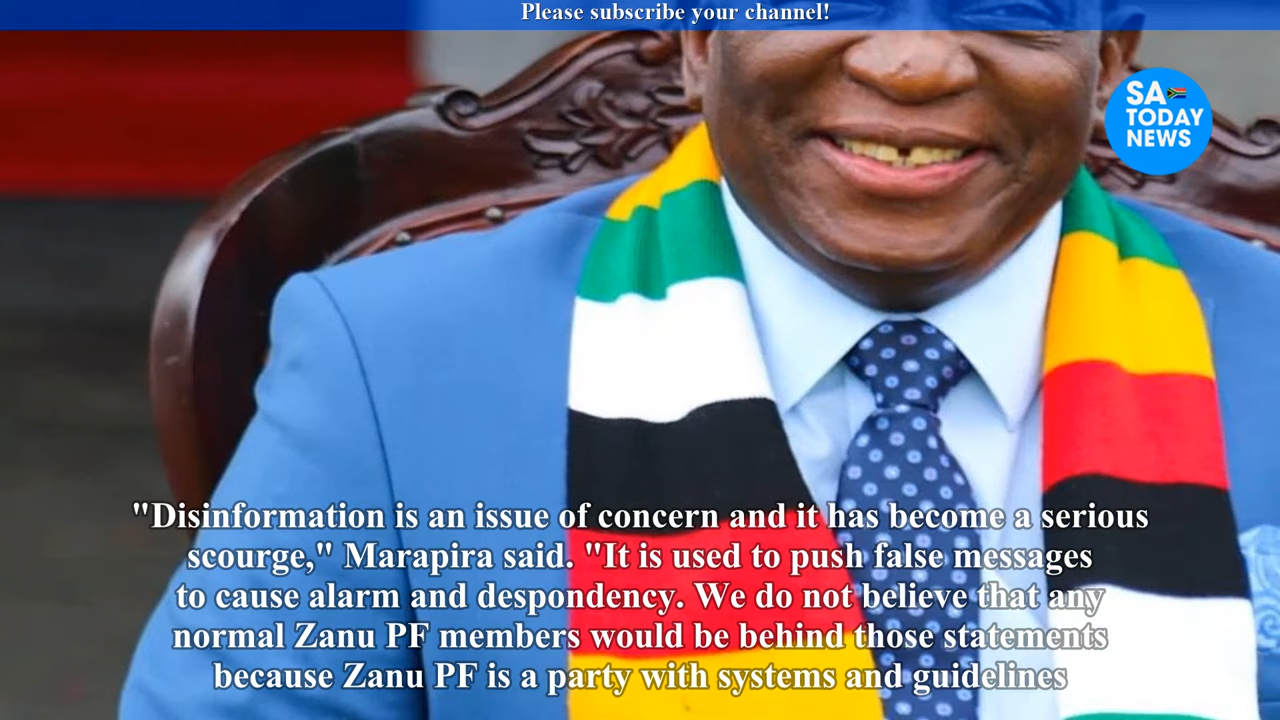 Please subscribe your channel!
SA
TODAY
NEWS
"Disinformation is an issue of concern and it has become a serious
scourge," Marapira said. "It is used to push false messages
to cause alarm and despondency. We do not believe that any
normal Zanu PF members would be behind those statements
because Zanu PF is a party with systems and guidelines